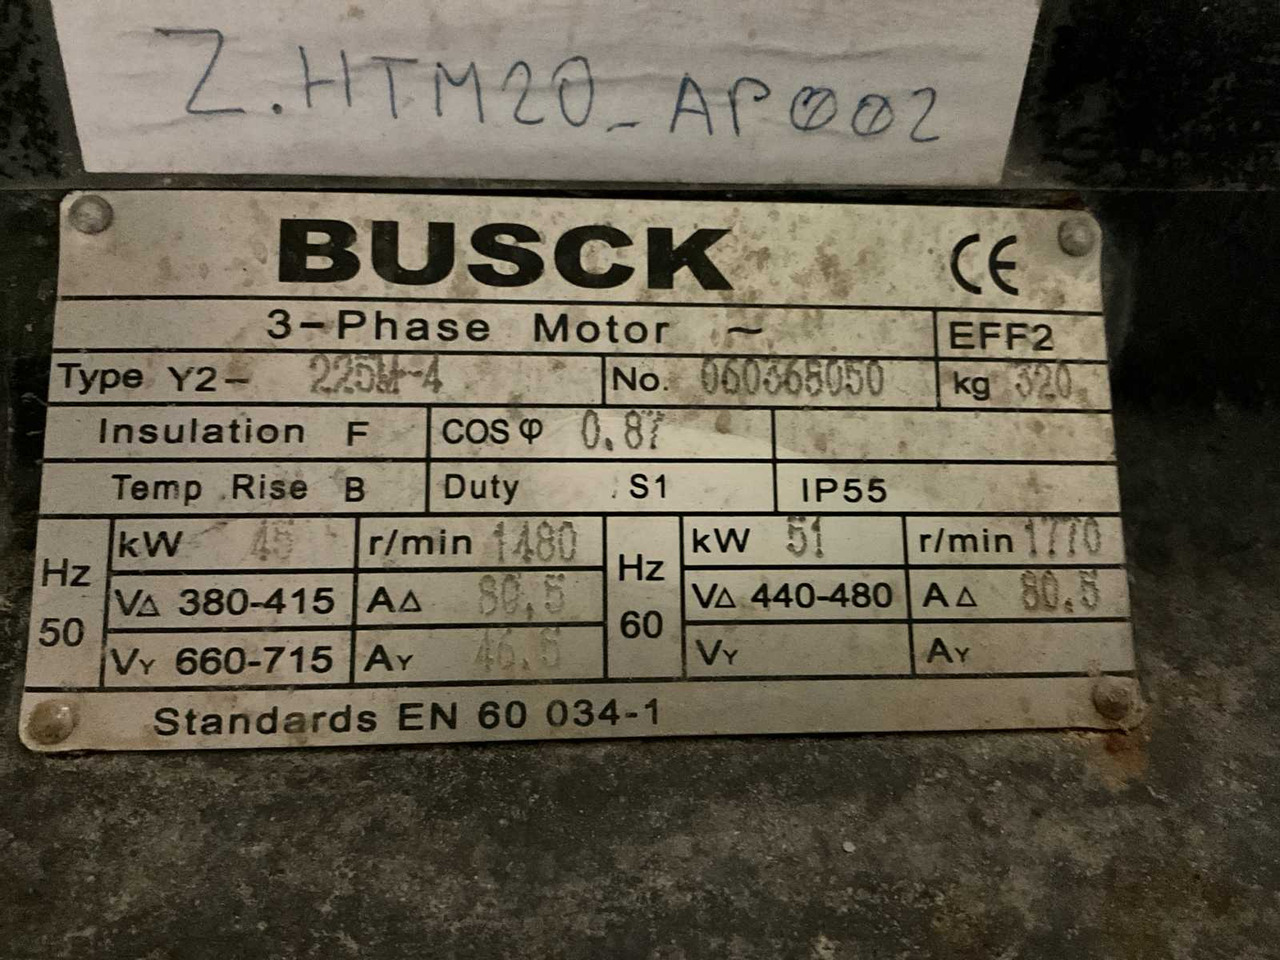 Z.HTM20_AP002
BUSCK CE
3-Phase Motor ~ EFF2
Type Y2- 225M-4 No. 060368050 kg 320
Insulation F COS φ 0.87
Temp. Rise B Duty S1 IP55
Hz 50 kW 45 r/min 1480 Hz 60 kW 51 r/min 1770
V△ 380-415 A△ 80,5 V△ 440-480 A△ 80.5
VY 660-715 AY 46.5 VY AY
Standards EN 60 034-1